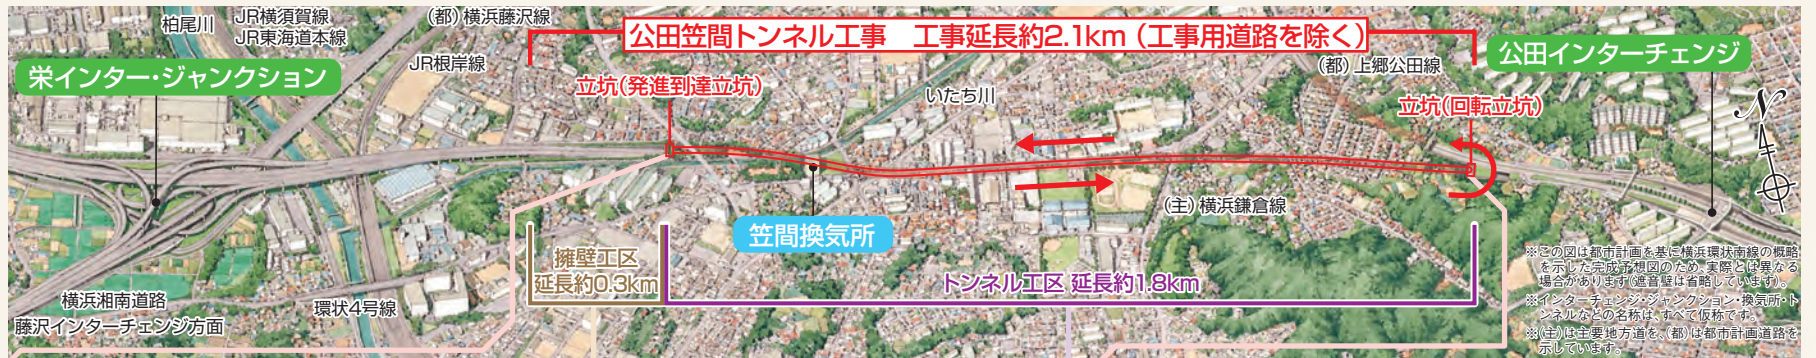 柏尾川
JR横須賀線
JR東海道本線
(都)横浜藤沢線
公田笠間トンネル工事 工事延長約2.1km(工事用道路を除く)
公田インターチェンジ
栄インター・ジャンクション
JR根岸線
(都)上郷公田線
立坑(発進到達立坑)
いたち川
立坑(回転立坑)
N
(主)横浜鎌倉線
笠間換気所
擁壁工区
延長約0.3km
トンネル工区 延長約1.8km
横浜湘南道路
藤沢インターチェンジ方面
環状4号線
※この図は都市計画を基に横浜環状南線の概略
を示した完成予想図のため、実際とは異なる
場合があります(遮音壁は省略しています)。
※インターチェンジ・ジャンクション・換気所・ト
ンネルなどの名称は、すべて仮称です。
※(主)は主要地方道を、(都)は都市計画道路を
示しています。